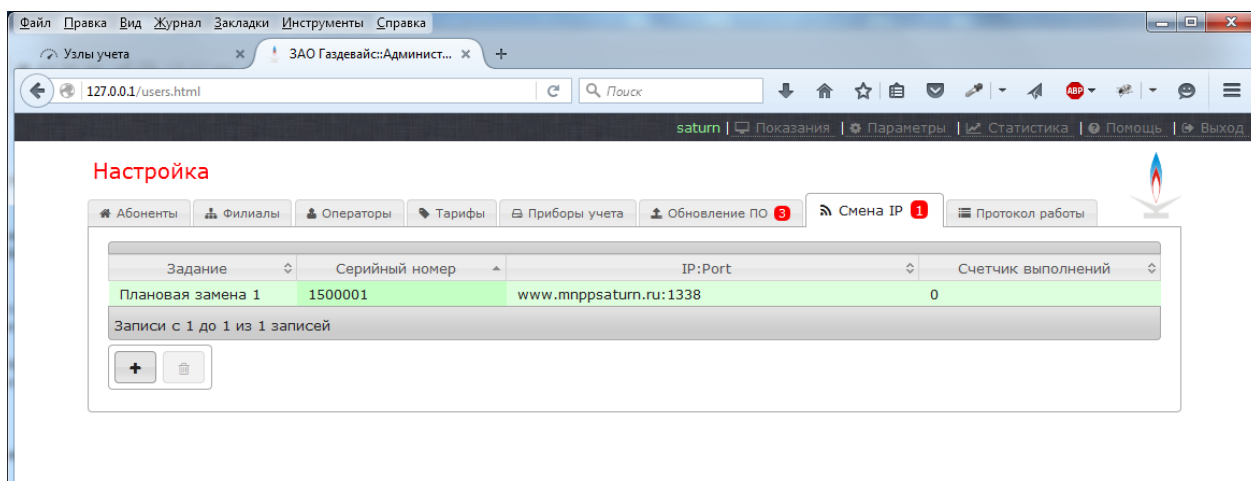 Файл Правка Вид Журнал Закладки Инструменты Справка
Узлы учета ЗАО Газдевайс::Админист...
127.0.0.1/users.html Поиск ABP
saturn | Показания | Параметры | Статистика | Помощь | Выход
Настройка
Абоненты Филиалы Операторы Тарифы Приборы учета Обновление ПО 3 Смена IP 1 Протокол работы
Задание Серийный номер IP:Port Счетчик выполнений
Плановая замена 1 1500001 www.mnppsaturn.ru:1338 0
Записи с 1 до 1 из 1 записей